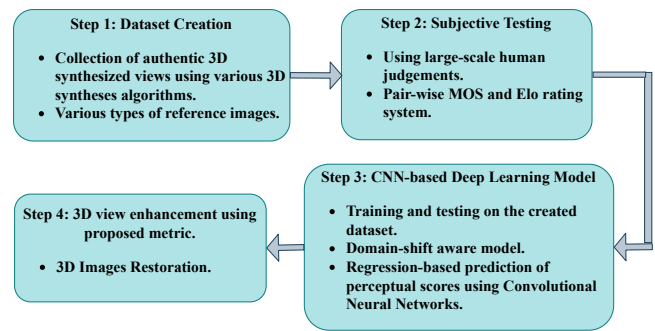 Step 1: Dataset Creation
• Collection of authentic 3D
synthesized views using various 3D
syntheses algorithms.
• Various types of reference images.
Step 2: Subjective Testing
• Using large-scale human
judgements.
• Pair-wise MOS and Elo rating
system.
Step 3: CNN-based Deep Learning Model
• Training and testing on the created
dataset.
• Domain-shift aware model.
• Regression-based prediction of
perceptual scores using Convolutional
Neural Networks.
Step 4: 3D view enhancement using
proposed metric.
• 3D Images Restoration.